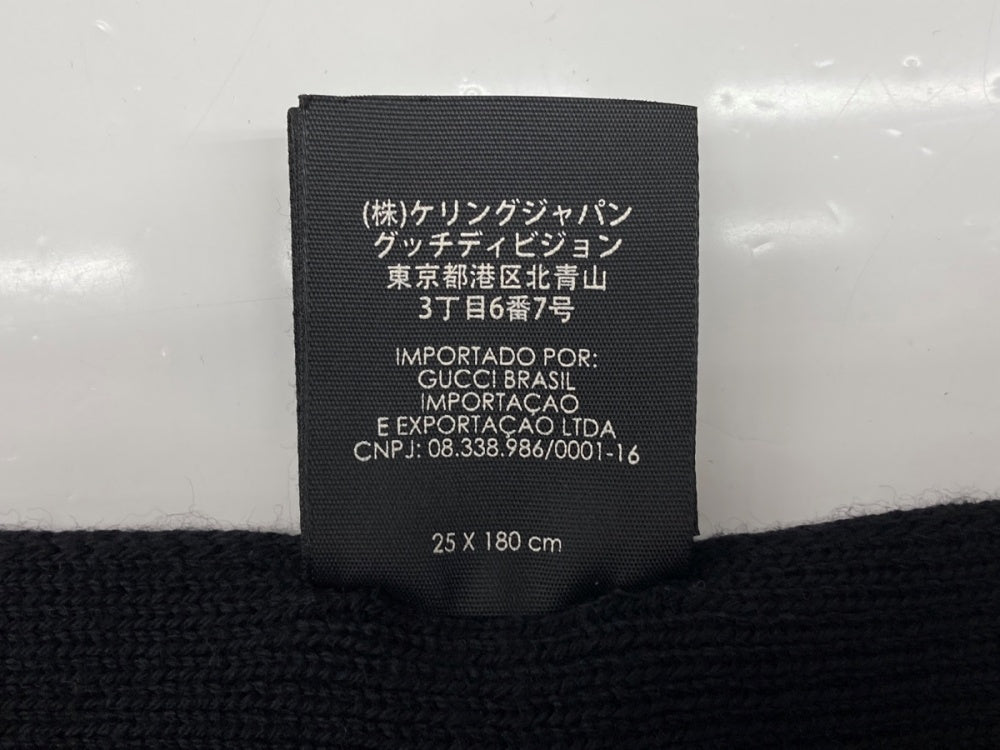 (株)ケリングジャパン
グッチディビジョン
東京都港区北青山
3丁目6番7号
IMPORTADO POR:
GUCCI BRASIL
IMPORTAÇAO
E EXPORTAÇAO LTDA
CNPJ: 08.338.986/0001-16
25 X 180 cm